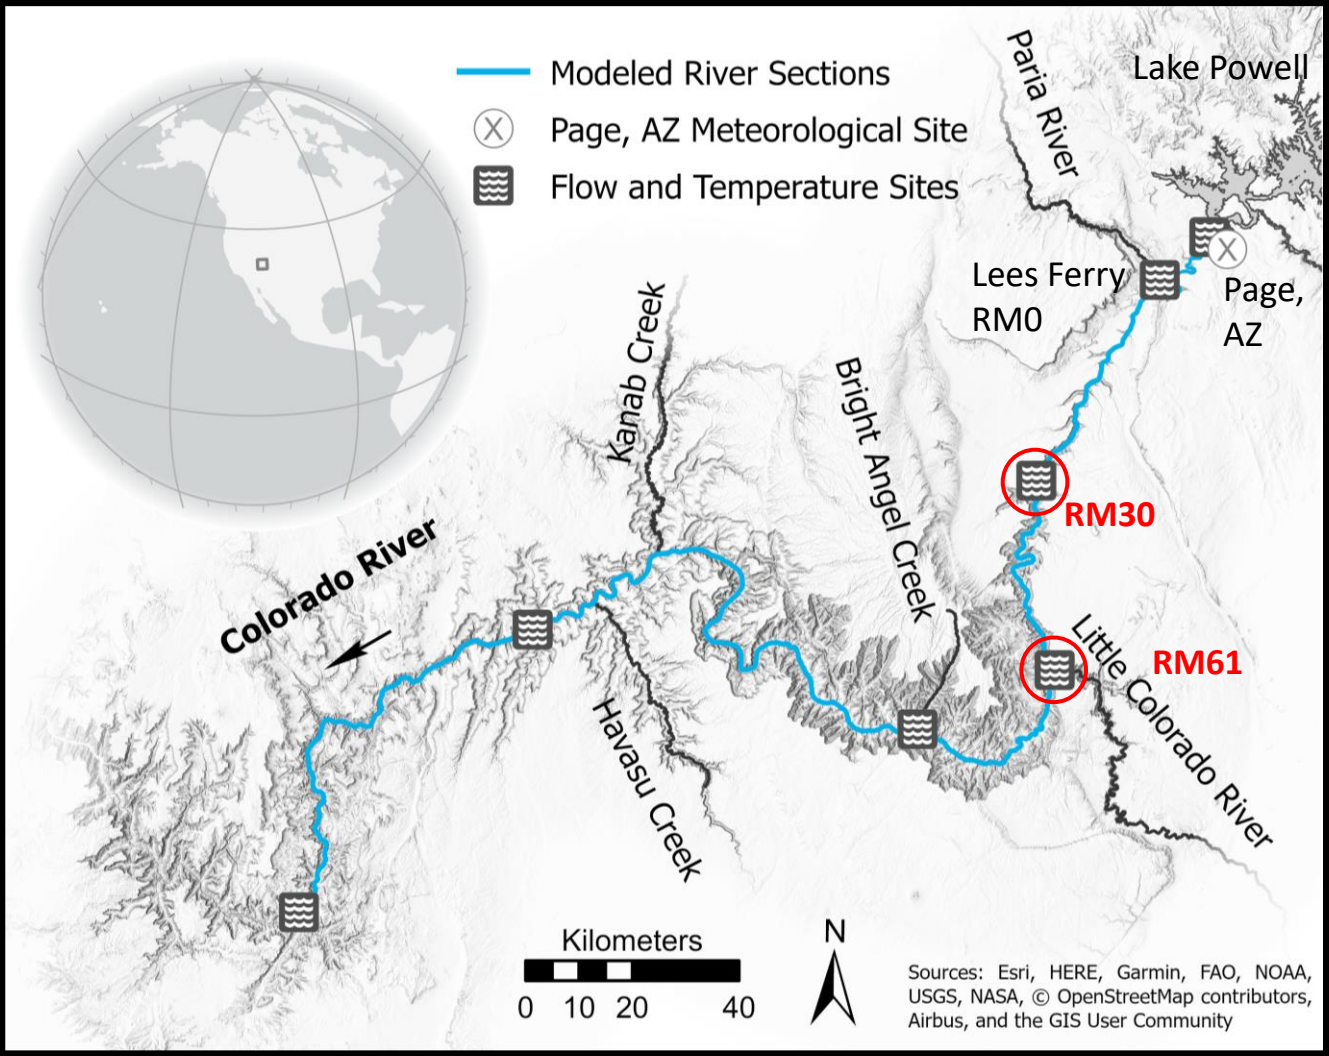 Modeled River Sections
Page, AZ Meteorological Site
Flow and Temperature Sites
Paria River
Lake Powell
Lees Ferry
RM0
Page,
AZ
Kanab Creek
Bright Angel Creek
RM30
Colorado River
Little Colorado River
RM61
Havasu Creek
Kilometers
0 10 20 40
N
Sources: Esri, HERE, Garmin, FAO, NOAA,
USGS, NASA, © OpenStreetMap contributors,
Airbus, and the GIS User Community